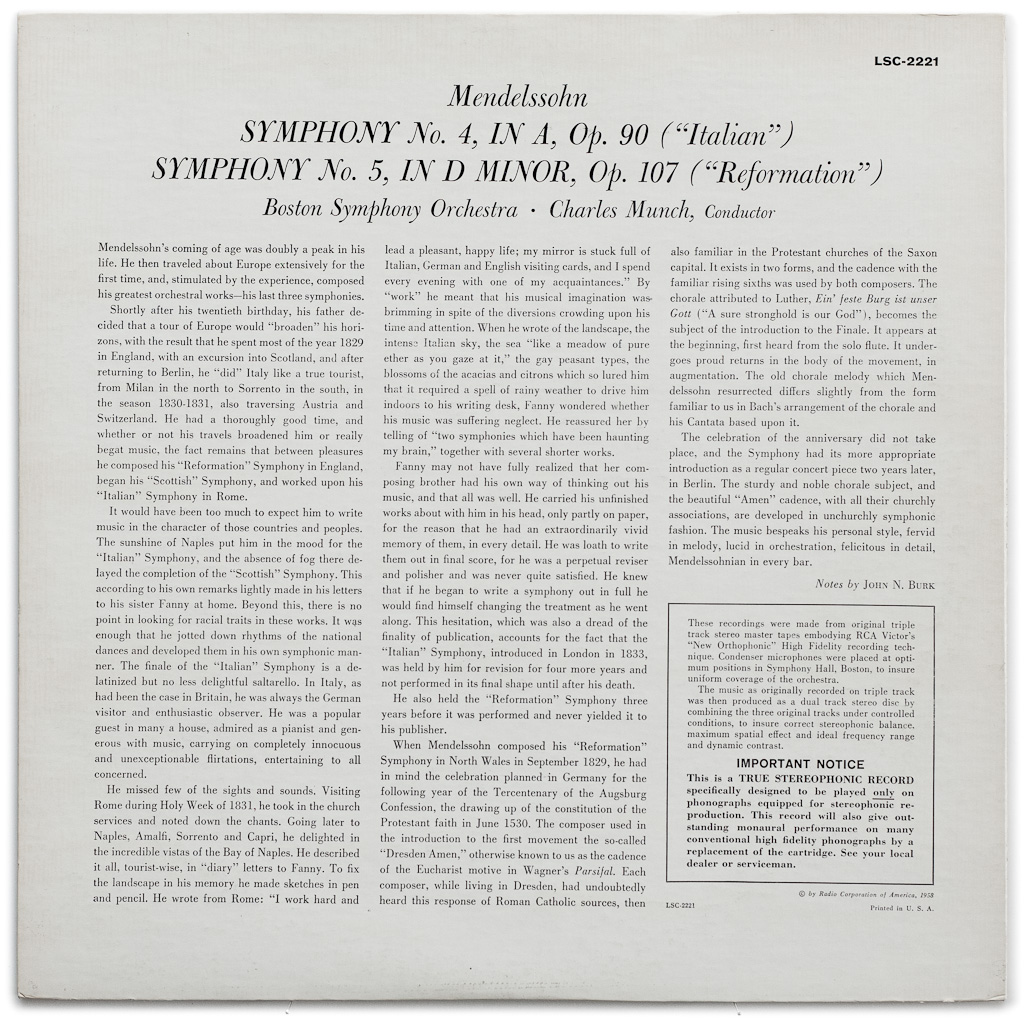 LSC-2221
Mendelssohn
SYMPHONY No. 4, IN A, Op. 90 (“Italian”)
SYMPHONY No. 5, IN D MINOR, Op. 107 (“Reformation”)
Boston Symphony Orchestra · Charles Munch, Conductor
Mendelssohn's coming of age was doubly a peak in his
life. He then traveled about Europe extensively for the
first time, and, stimulated by the experience, composed
his greatest orchestral works—his last three symphonies.
Shortly after his twentieth birthday, his father de-
cided that a tour of Europe would “broaden” his hori-
zons, with the result that he spent most of the year 1829
in England, with an excursion into Scotland, and after
returning to Berlin, he “did” Italy like a true tourist,
from Milan in the north to Sorrento in the south, in
the season 1830-1831, also traversing Austria and
Switzerland. He had a thoroughly good time, and
whether or not his travels broadened him or really
begat music, the fact remains that between pleasures
he composed his “Reformation” Symphony in England,
began his “Scottish” Symphony, and worked upon his
“Italian” Symphony in Rome.
It would have been too much to expect him to write
music in the character of those countries and peoples.
The sunshine of Naples put him in the mood for the
“Italian” Symphony, and the absence of fog there de-
layed the completion of the “Scottish” Symphony. This
according to his own remarks lightly made in his letters
to his sister Fanny at home. Beyond this, there is no
point in looking for racial traits in these works. It was
enough that he jotted down rhythms of the national
dances and developed them in his own symphonic man-
ner. The finale of the “Italian” Symphony is a de-
latinized but no less delightful saltarello. In Italy, as
had been the case in Britain, he was always the German
visitor and enthusiastic observer. He was a popular
guest in many a house, admired as a pianist and gen-
erous with music, carrying on completely innocuous
and unexceptionable flirtations, entertaining to all
concerned.
He missed few of the sights and sounds. Visiting
Rome during Holy Week of 1831, he took in the church
services and noted down the chants. Going later to
Naples, Amalfi, Sorrento and Capri, he delighted in
the incredible vistas of the Bay of Naples. He described
it all, tourist-wise, in “diary” letters to Fanny. To fix
the landscape in his memory he made sketches in pen
and pencil. He wrote from Rome: “I work hard and
lead a pleasant, happy life; my mirror is stuck full of
Italian, German and English visiting cards, and I spend
every evening with one of my acquaintances.” By
“work” he meant that his musical imagination was
brimming in spite of the diversions crowding upon his
time and attention. When he wrote of the landscape, the
intense Italian sky, the sea “like a meadow of pure
ether as you gaze at it,” the gay peasant types, the
blossoms of the acacias and citrons which so lured him
that it required a spell of rainy weather to drive him
indoors to his writing desk, Fanny wondered whether
his music was suffering neglect. He reassured her by
telling of “two symphonies which have been haunting
my brain,” together with several shorter works.
Fanny may not have fully realized that her com-
posing brother had his own way of thinking out his
music, and that all was well. He carried his unfinished
works about with him in his head, only partly on paper,
for the reason that he had an extraordinarily vivid
memory of them, in every detail. He was loath to write
them out in final score, for he was a perpetual reviser
and polisher and was never quite satisfied. He knew
that if he began to write a symphony out in full he
would find himself changing the treatment as he went
along. This hesitation, which was also a dread of the
finality of publication, accounts for the fact that the
“Italian” Symphony, introduced in London in 1833,
was held by him for revision for four more years and
not performed in its final shape until after his death.
He also held the “Reformation” Symphony three
years before it was performed and never yielded it to
his publisher.
When Mendelssohn composed his “Reformation”
Symphony in North Wales in September 1829, he had
in mind the celebration planned in Germany for the
following year of the Tercentenary of the Augsburg
Confession, the drawing up of the constitution of the
Protestant faith in June 1530. The composer used in
the introduction to the first movement the so-called
“Dresden Amen,” otherwise known to us as the cadence
of the Eucharist motive in Wagner's Parsifal. Each
composer, while living in Dresden, had undoubtedly
heard this response of Roman Catholic sources, then
also familiar in the Protestant churches of the Saxon
capital. It exists in two forms, and the cadence with the
familiar rising sixths was used by both composers. The
chorale attributed to Luther, Ein' feste Burg ist unser
Gott (“A sure stronghold is our God”), becomes the
subject of the introduction to the Finale. It appears at
the beginning, first heard from the solo flute. It under-
goes proud returns in the body of the movement, in
augmentation. The old chorale melody which Men-
delssohn resurrected differs slightly from the form
familiar to us in Bach's arrangement of the chorale and
his Cantata based upon it.
The celebration of the anniversary did not take
place, and the Symphony had its more appropriate
introduction as a regular concert piece two years later,
in Berlin. The sturdy and noble chorale subject, and
the beautiful “Amen” cadence, with all their churchly
associations, are developed in unchurchly symphonic
fashion. The music bespeaks his personal style, fervid
in melody, lucid in orchestration, felicitous in detail,
Mendelssohnian in every bar.
Notes by JOHN N. BURK
These recordings were made from original triple
track stereo master tapes embodying RCA Victor's
“New Orthophonic” High Fidelity recording tech-
nique. Condenser microphones were placed at opti-
mum positions in Symphony Hall, Boston, to insure
uniform coverage of the orchestra.
The music as originally recorded on triple track
was then produced as a dual track stereo disc by
combining the three original tracks under controlled
conditions, to insure correct stereophonic balance,
maximum spatial effect and ideal frequency range
and dynamic contrast.
IMPORTANT NOTICE
This is a TRUE STEREOPHONIC RECORD
specifically designed to be played only on
phonographs equipped for stereophonic re-
production. This record will also give out-
standing monaural performance on many
conventional high fidelity phonographs by a
replacement of the cartridge. See your local
dealer or serviceman.
© by Radio Corporation of America, 1958
LSC-2221
Printed in U. S. A.